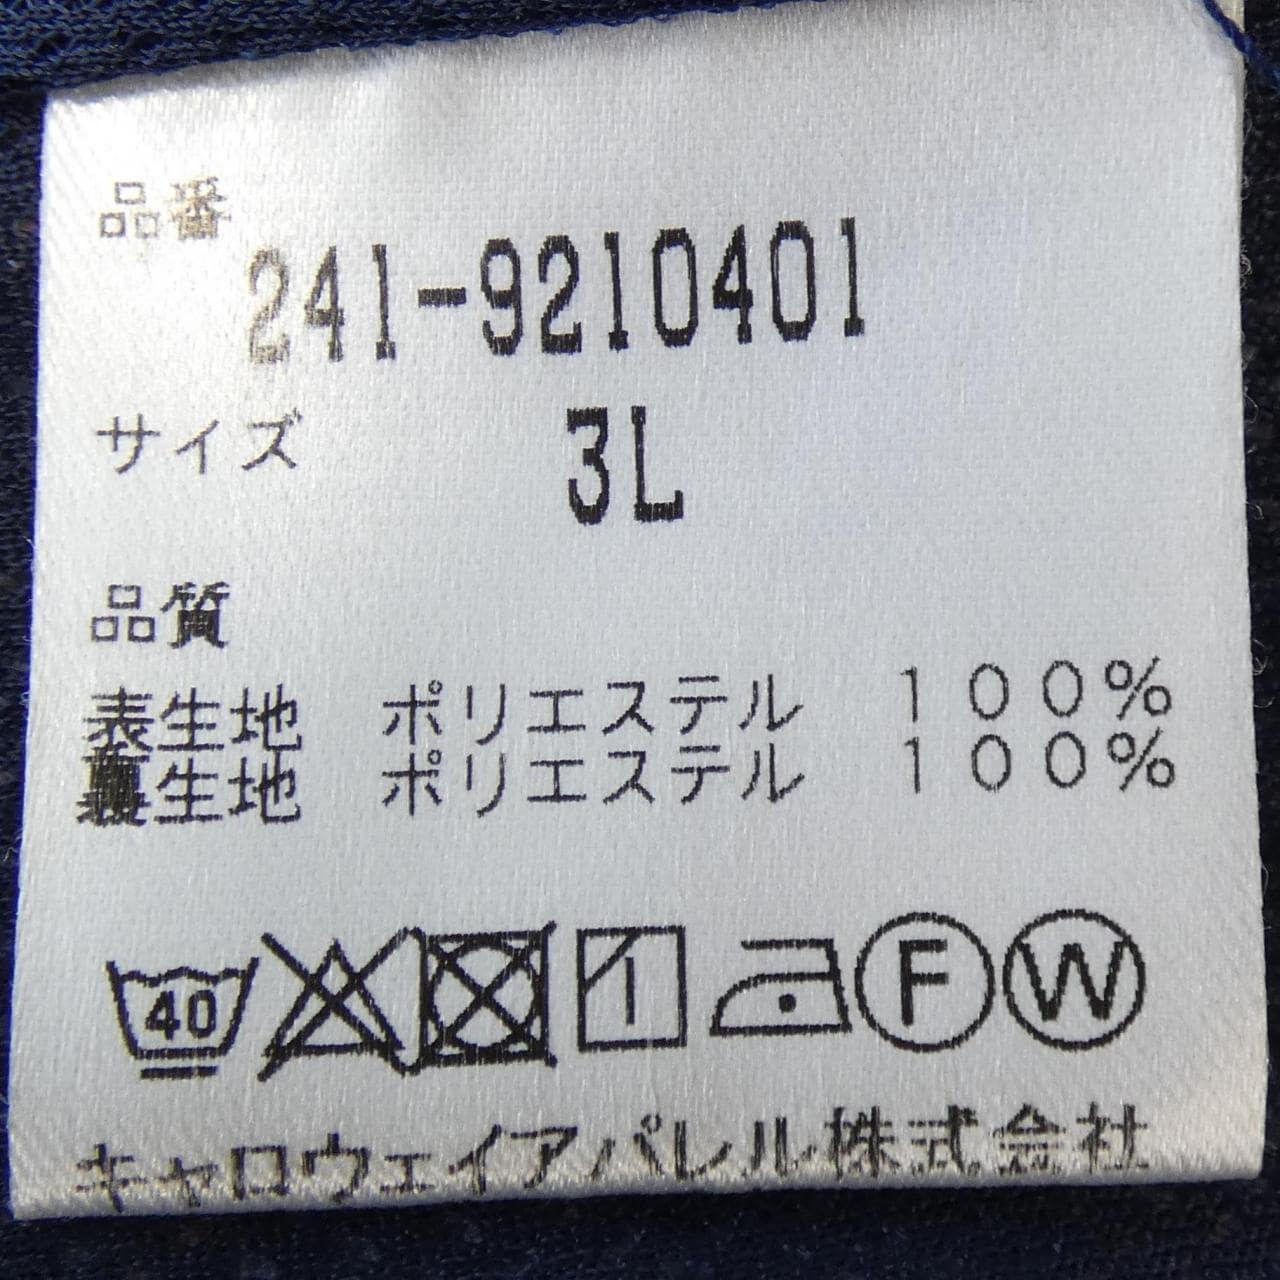 品番
241-9210401
サイズ 3L
品質
表生地 ポリエステル 100%
裏生地 ポリエステル 100%
40 F W
キャロウェイアパレル株式会社